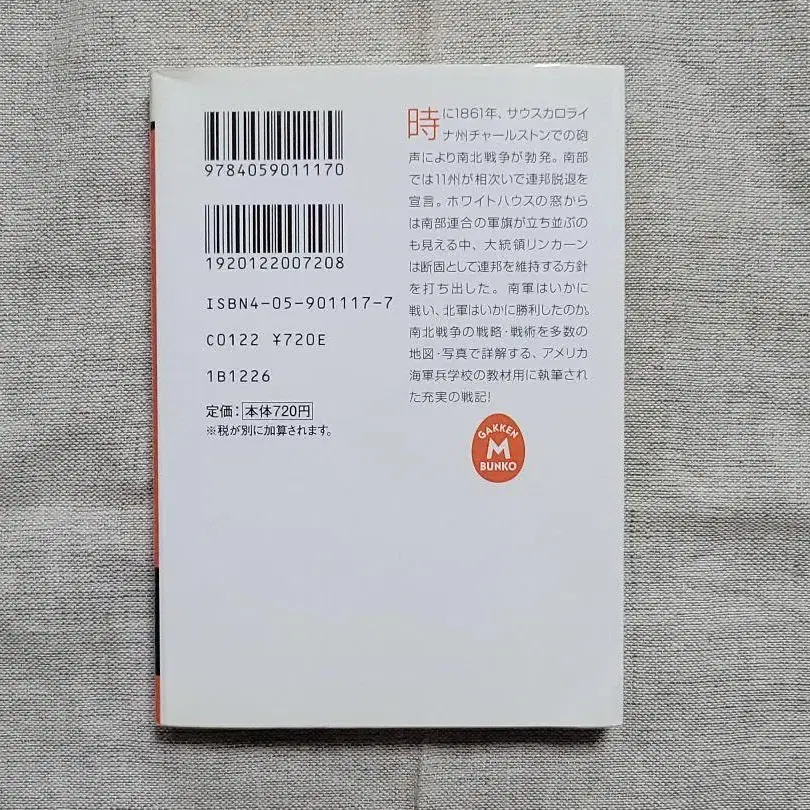 9784059011170
1920122007208
ISBN4-05-901117-7
C0122 ¥720E
1B1226
定価：本体720円
※税が別に加算されます。
時に1861年、サウスカロライ
ナ州チャールストンでの砲
声により南北戦争が勃発。南部
では11州が相次いで連邦脱退を
宣言。ホワイトハウスの窓から
は南部連合の軍旗が立ち並ぶの
も見える中、大統領リンカーン
は断固として連邦を維持する方針
を打ち出した。南軍はいかに
戦い、北軍はいかに勝利したのか。
南北戦争の戦略・戦術を多数の
地図・写真で詳解する、アメリカ
海軍兵学校の教材用に執筆され
た充実の戦記！
GAKKEN
M
BUNKO